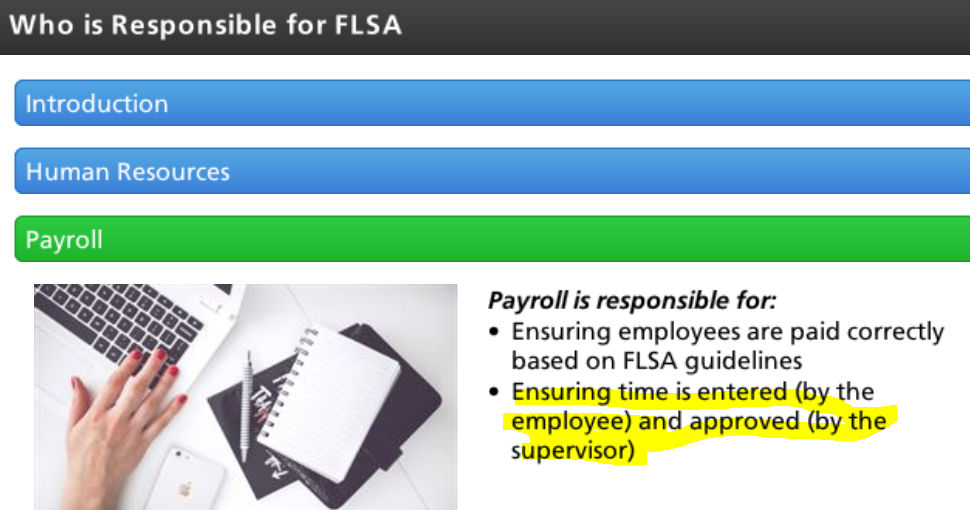 Who is Responsible for FLSA
Introduction
Human Resources
Payroll
Payroll is responsible for:
• Ensuring employees are paid correctly
based on FLSA guidelines
• Ensuring time is entered (by the
employee) and approved (by the
supervisor)